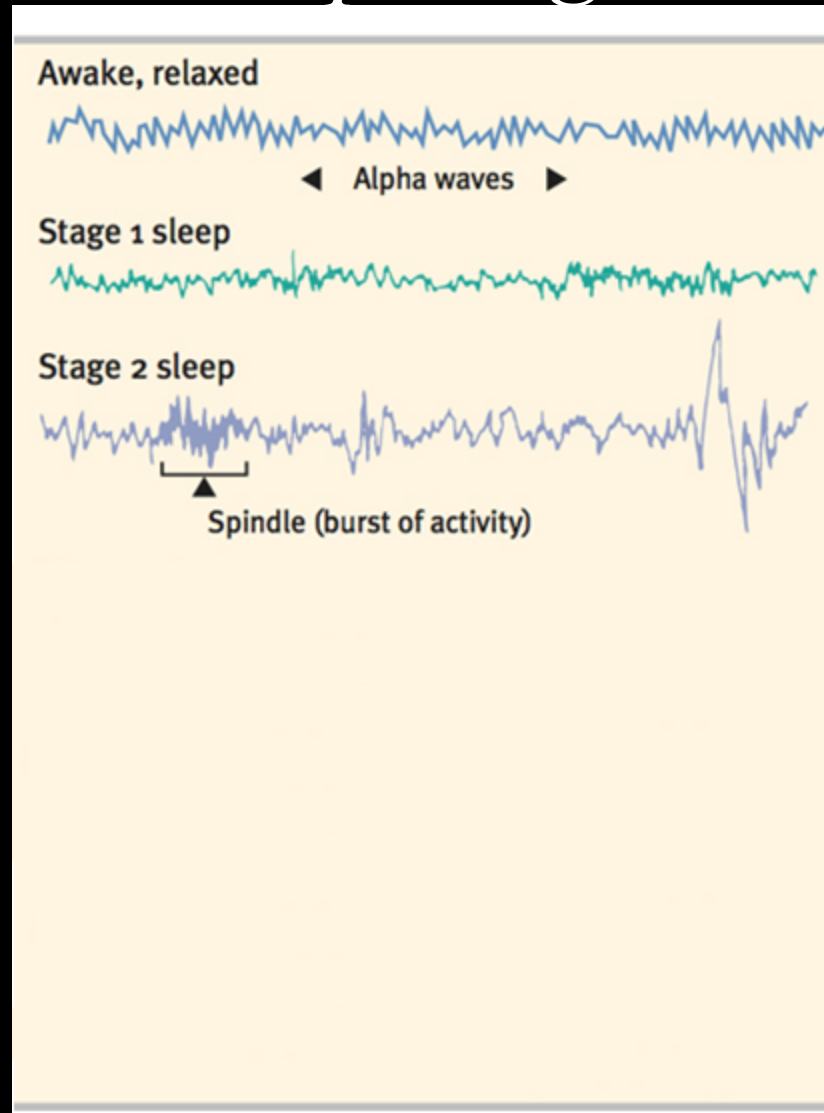 Awake, relaxed
◄ Alpha waves ►
Stage 1 sleep
Stage 2 sleep
Spindle (burst of activity)